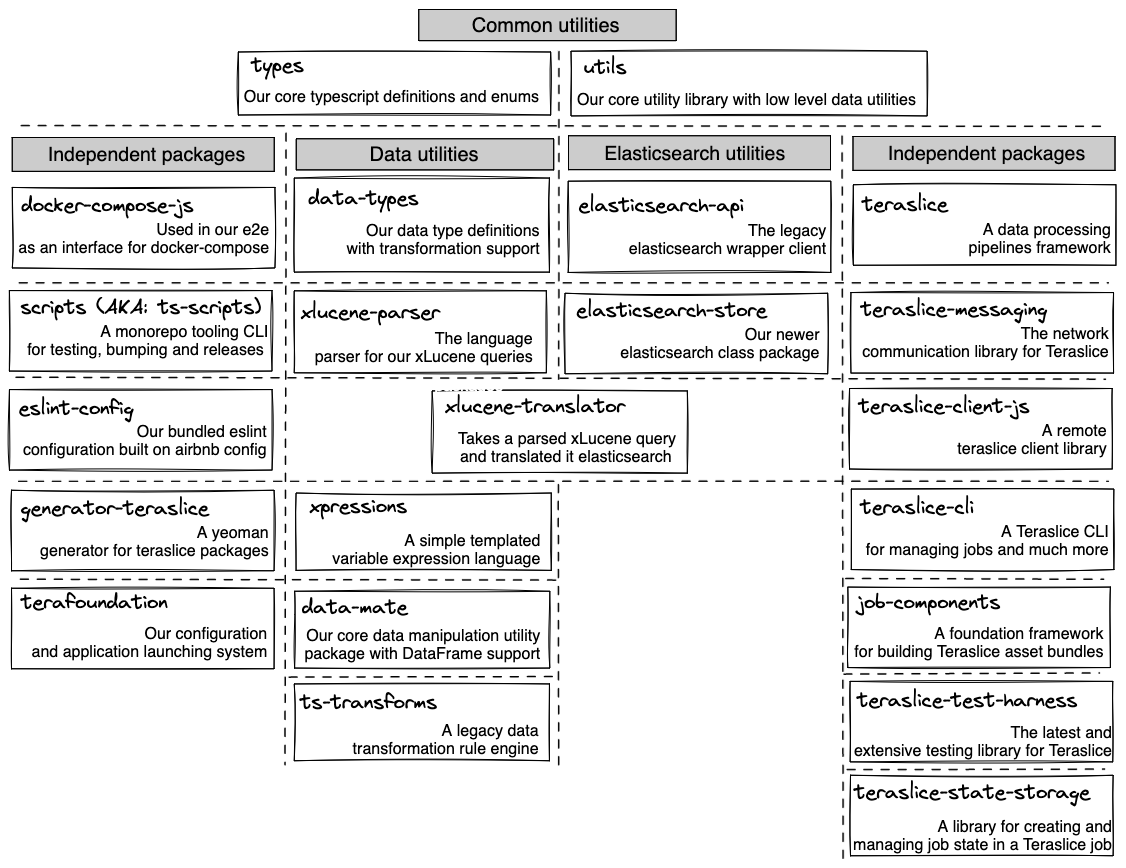 Common utilities
types
Our core typescript definitions and enums
utils
Our core utility library with low level data utilities
Independent packages
docker-compose-js
Used in our e2e
as an interface for docker-compose
scripts (AKA: ts-scripts)
A monorepo tooling CLI
for testing, bumping and releases
eslint-config
Our bundled eslint
configuration built on airbnb config
generator-teraslice
A yeoman
generator for teraslice packages
terafoundation
Our configuration
and application launching system
Data utilities
data-types
Our data type definitions
with transformation support
xlucene-parser
The language
parser for our xLucene queries
Elasticsearch utilities
elasticsearch-api
The legacy
elasticsearch wrapper client
elasticsearch-store
Our newer
elasticsearch class package
xlucene-translator
Takes a parsed xLucene query
and translated it elasticsearch
xpressions
A simple templated
variable expression language
data-mate
Our core data manipulation utility
package with DataFrame support
ts-transforms
A legacy data
transformation rule engine
Independent packages
teraslice
A data processing
pipelines framework
teraslice-messaging
The network
communication library for Teraslice
teraslice-client-js
A remote
teraslice client library
teraslice-cli
A Teraslice CLI
for managing jobs and much more
job-components
A foundation framework
for building Teraslice asset bundles
teraslice-test-harness
The latest and
extensive testing library for Teraslice
teraslice-state-storage
A library for creating and
managing job state in a Teraslice job